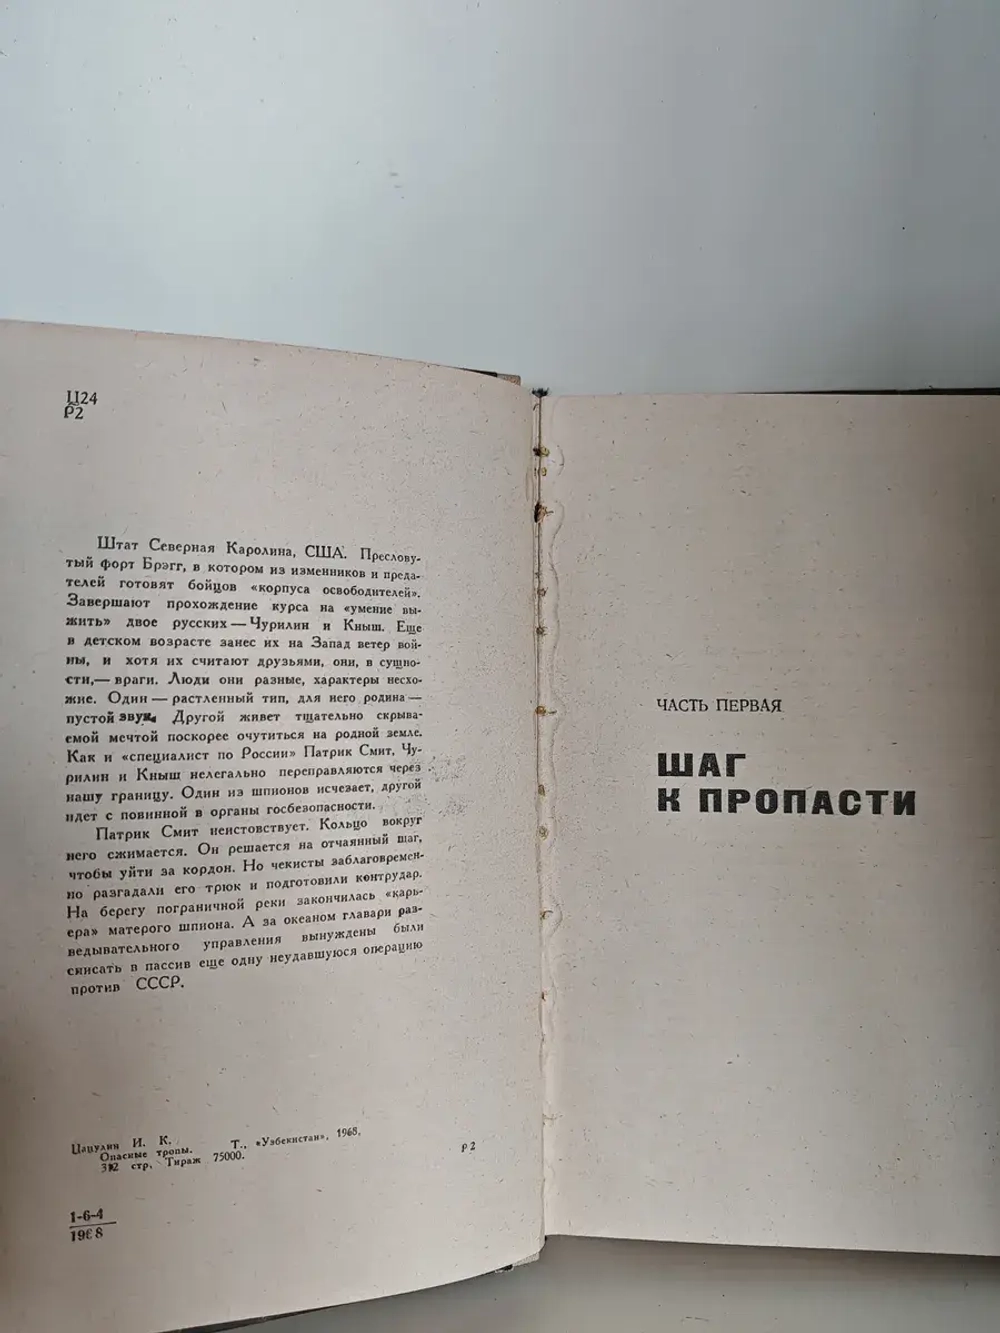 Ц24
Р2
Штат Северная Каролина, США. Преслову-
тый форт Брэгг, в котором из изменников и преда-
телей готовят бойцов «корпуса освободителей».
Завершают прохождение курса на «умение вы-
жить» двое русских — Чурилин и Кныш. Еще
в детском возрасте занес их на Запад ветер вой-
ны, и хотя их считают друзьями, они, в сущно-
сти,— враги. Люди они разные, характеры несхо-
жие. Один — растленный тип, для него родина —
пустой звук. Другой живет тщательно скрыва-
емой мечтой поскорее очутиться на родной земле.
Как и «специалист по России» Патрик Смит, Чу-
рилин и Кныш нелегально переправляются через
нашу границу. Один из шпионов исчезает, другой
идет с повинной в органы госбезопасности.
Патрик Смит неистовствует. Кольцо вокруг
него сжимается. Он решается на отчаянный шаг,
чтобы уйти за кордон. Но чекисты заблаговремен-
но разгадали его трюк и подготовили контрудар.
На берегу пограничной реки закончилась «карь-
ера» матерого шпиона. А за океаном главари раз-
ведывательного управления вынуждены были
списать в пассив еще одну неудавшуюся операцию
против СССР.
Цацулин И. К.
Опасные тропы. Т., «Узбекистан», 1968.
312 стр, Тираж 75000.
Р2
1-6-4
1968
ЧАСТЬ ПЕРВАЯ
ШАГ
К ПРОПАСТИ